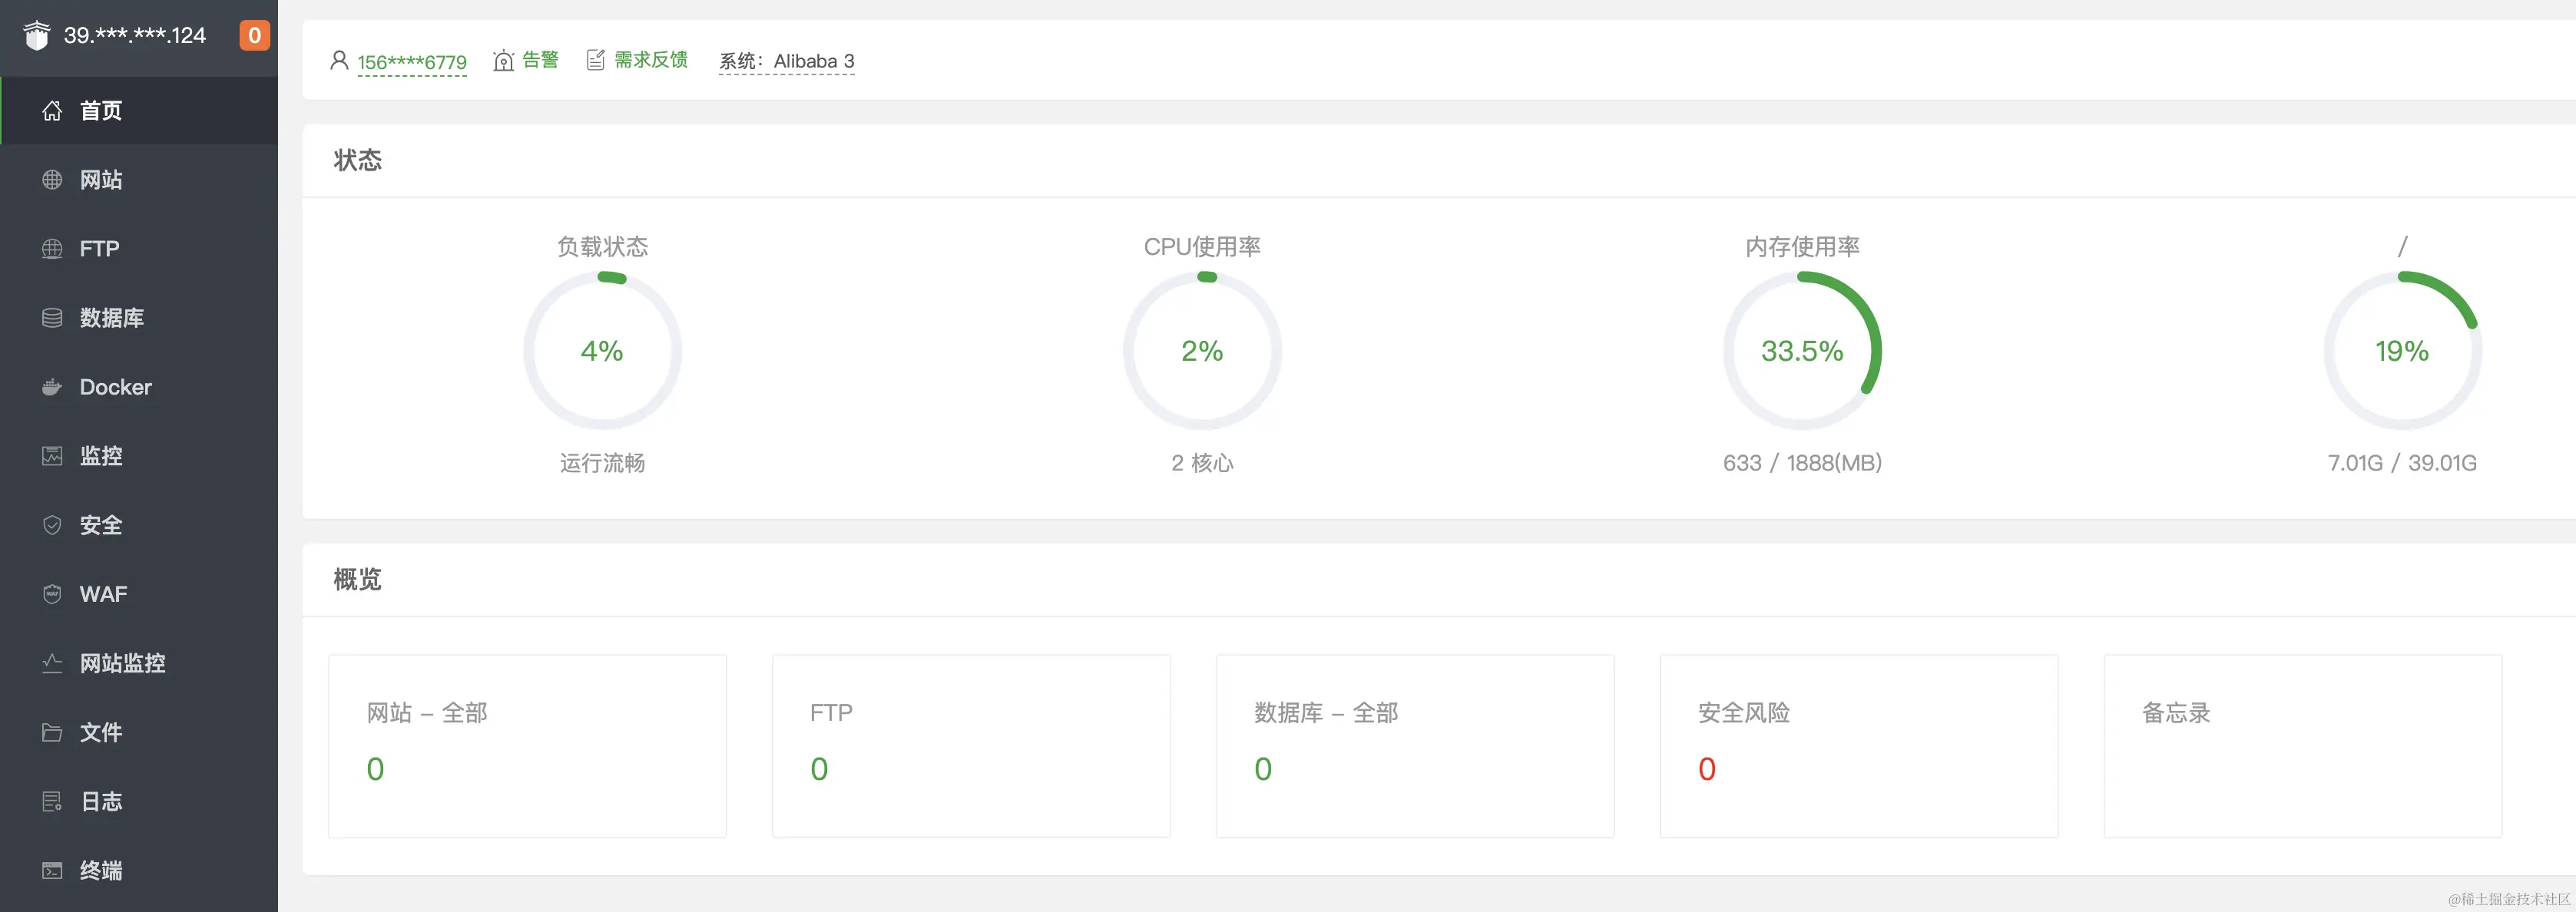 39.***.***.124
0
首页
网站
FTP
数据库
Docker
监控
安全
WAF
网站监控
文件
日志
终端
156****6779 告警 需求反馈 系统：Alibaba 3
状态
负载状态 CPU使用率 内存使用率 /
4% 2% 33.5% 19%
运行流畅 2 核心 633 / 1888(MB) 7.01G / 39.01G
概览
网站 – 全部 FTP 数据库 – 全部 安全风险 备忘录
0 0 0 0
@稀土掘金技术社区